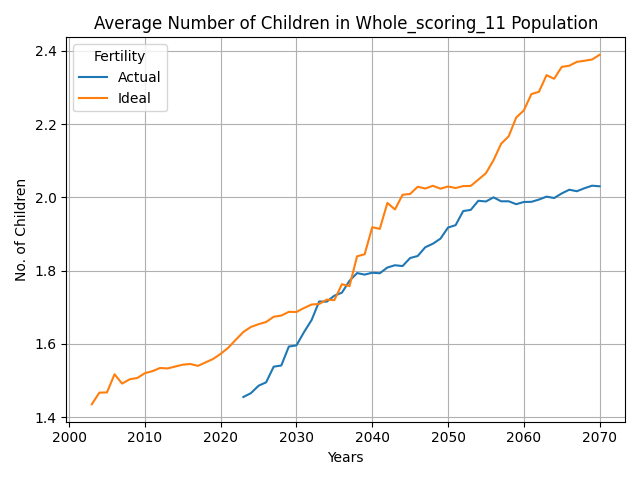 Average Number of Children in Whole_scoring_11 Population
Fertility
Actual
Ideal
No. of Children
2.4
2.2
2.0
1.8
1.6
1.4
2000 2010 2020 2030 2040 2050 2060 2070
Years